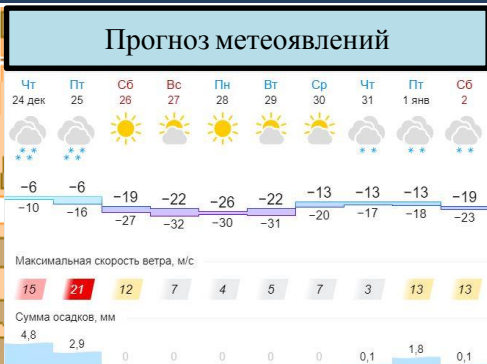 Прогноз метеоявлений
Чт Пт Сб Вс Пн Вт Ср Чт Пт Сб
24 дек 25 26 27 28 29 30 31 1 янв 2
−6 −6 −19 −22 −26 −22 −13 −13 −13 −19
−10 −16 −27 −32 −30 −31 −20 −17 −18 −23
Максимальная скорость ветра, м/с
15 21 12 7 4 5 7 3 13 13
Сумма осадков, мм
4,8 2,9 0 0 0 0 0 0,1 1,8 0,1